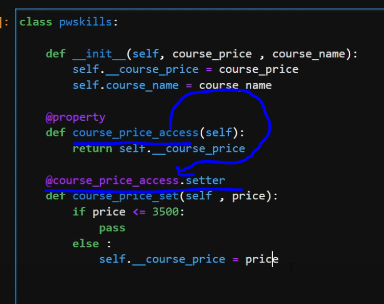 ]: class pwskills:
def __init__(self, course_price , course_name):
self.__course_price = course_price
self.course_name = course_name
@property
def course_price_access(self):
return self.__course_price
@course_price_access.setter
def course_price_set(self , price):
if price <= 3500:
pass
else :
self.__course_price = price